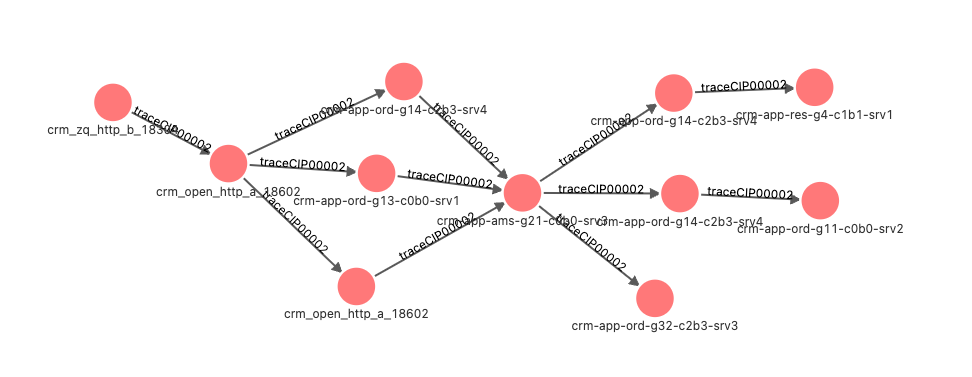 crm-app-ord-g14-c2b3-srv4
traceCIP00002
crm-app-res-g4-c1b1-srv1
traceCIP00002
traceCIP00002
traceCIP00002
traceCIP00002
crm-app-ord-g14-c2b3-srv4
traceCIP00002
traceCIP00002
crm_open_http_a_18602
traceCIP00002
crm-app-ord-g13-c0b0-srv1
traceCIP00002
traceCIP00002
crm-app-ams-g21-c0b0-srv3
crm-app-ord-g14-c2b3-srv4
traceCIP00002
crm-app-ord-g11-c0b0-srv2
traceCIP00002
traceCIP00002
traceCIP00002
crm_open_http_a_18602
crm-app-ord-g32-c2b3-srv3